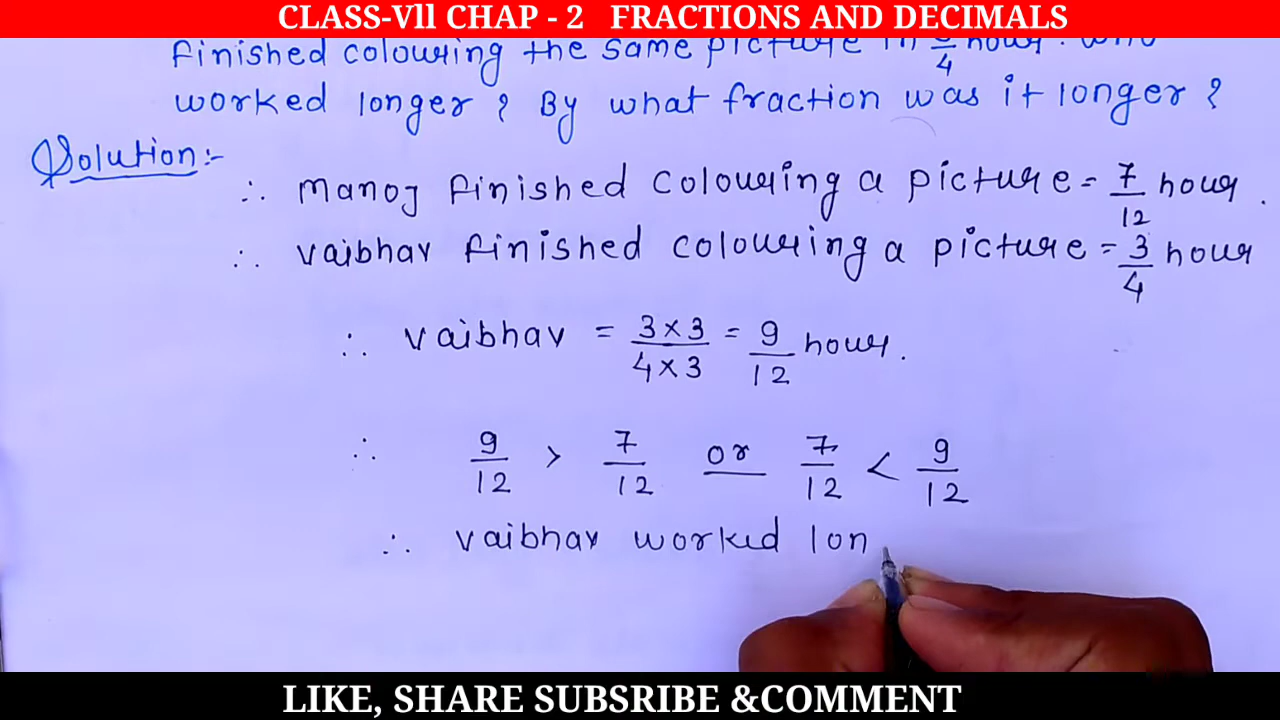 CLASS-Vll CHAP - 2 FRACTIONS AND DECIMALS
finished colouring the same picture in 3/4 hour. Who
worked longer ? By what fraction was it longer ?
Solution:-
∴ Manoj finished colouring a picture = 7/12 hour.
∴ Vaibhav finished colouring a picture = 3/4 hour
∴ Vaibhav = 3×3/4×3 = 9/12 hour.
∴ 9/12 > 7/12 or 7/12 < 9/12
∴ Vaibhav worked lon
LIKE, SHARE SUBSRIBE &COMMENT